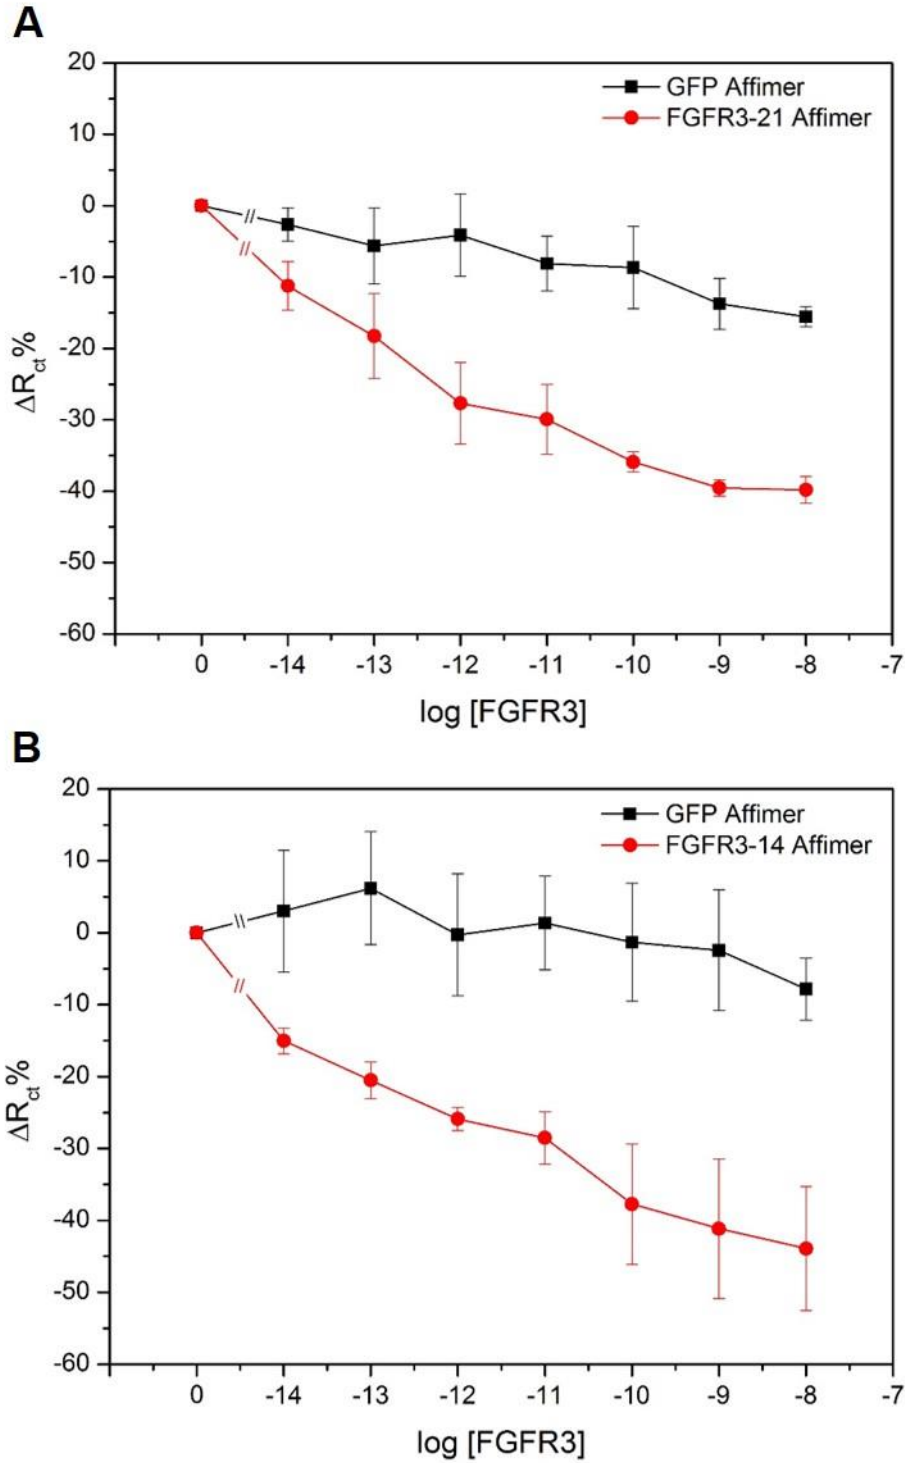 A
20
10
0
-10
-20
-30
-40
-50
-60
ΔRct%
GFP Affimer
FGFR3-21 Affimer
0 -14 -13 -12 -11 -10 -9 -8 -7
log [FGFR3]
B
20
10
0
-10
-20
-30
-40
-50
-60
ΔRct%
GFP Affimer
FGFR3-14 Affimer
0 -14 -13 -12 -11 -10 -9 -8 -7
log [FGFR3]